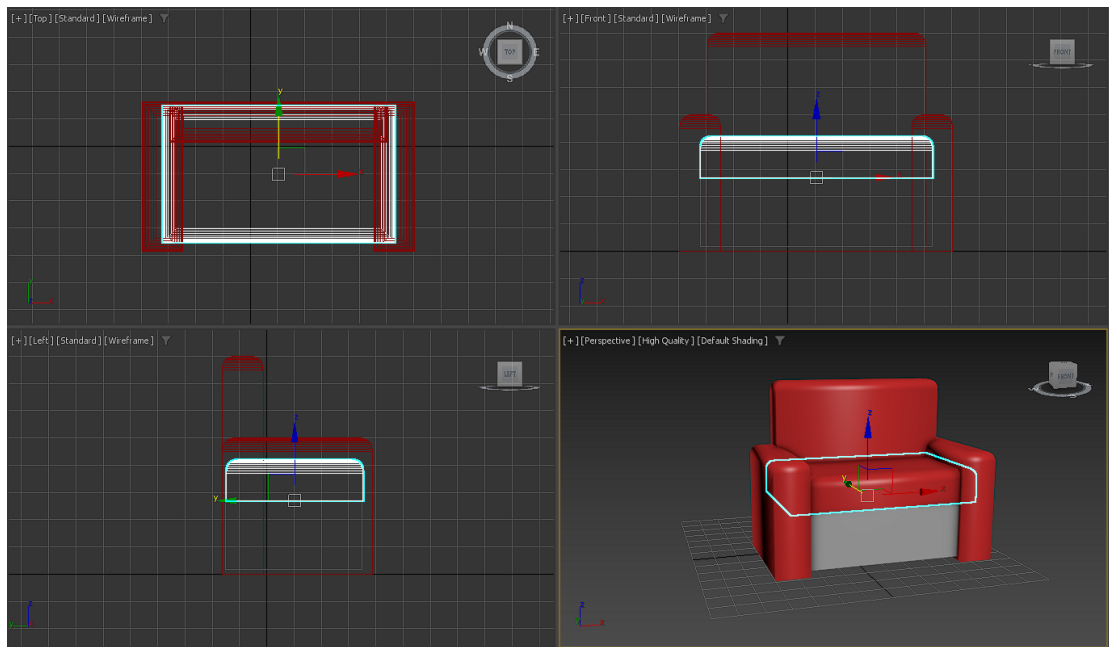 [+] [Top] [Standard] [Wireframe]
N
W TOP E
S
y
[+] [Front] [Standard] [Wireframe]
FRONT
z
z
[+] [Left] [Standard] [Wireframe]
LEFT
z
y
z
y
[+] [Perspective] [High Quality] [Default Shading]
FRONT
z
y
x
z
x